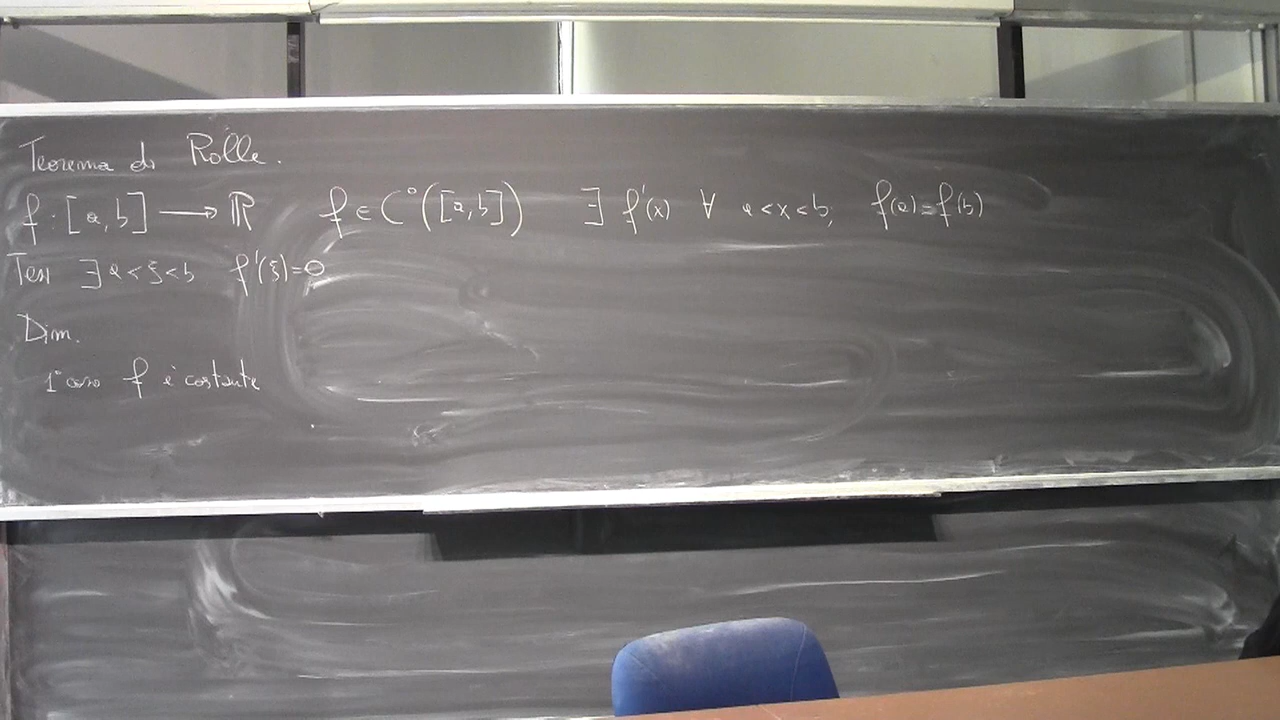 Teorema di Rolle.
f : [a, b] ⟶ ℝ f ∈ C°([a, b]) ∃ f'(x) ∀ a < x < b, f(a) = f(b)
Tesi ∃ a < ξ < b f'(ξ) = 0
Dim.
1° caso f è costante